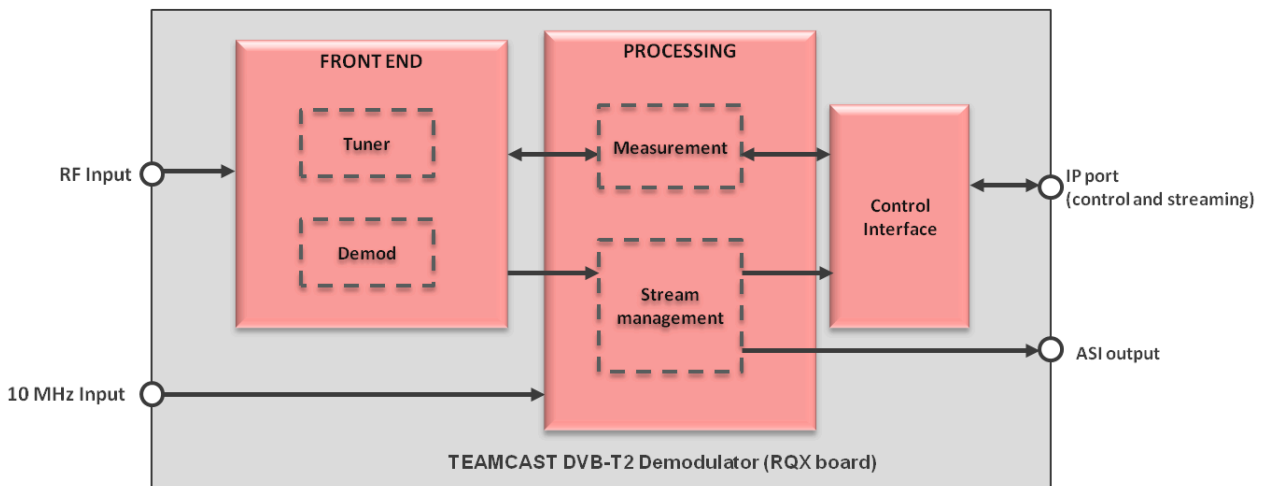 FRONT END
PROCESSING
Tuner
Measurement
RF Input
IP port
(control and streaming)
Control
Interface
Demod
Stream
management
ASI output
10 MHz Input
TEAMCAST DVB-T2 Demodulator (RQX board)